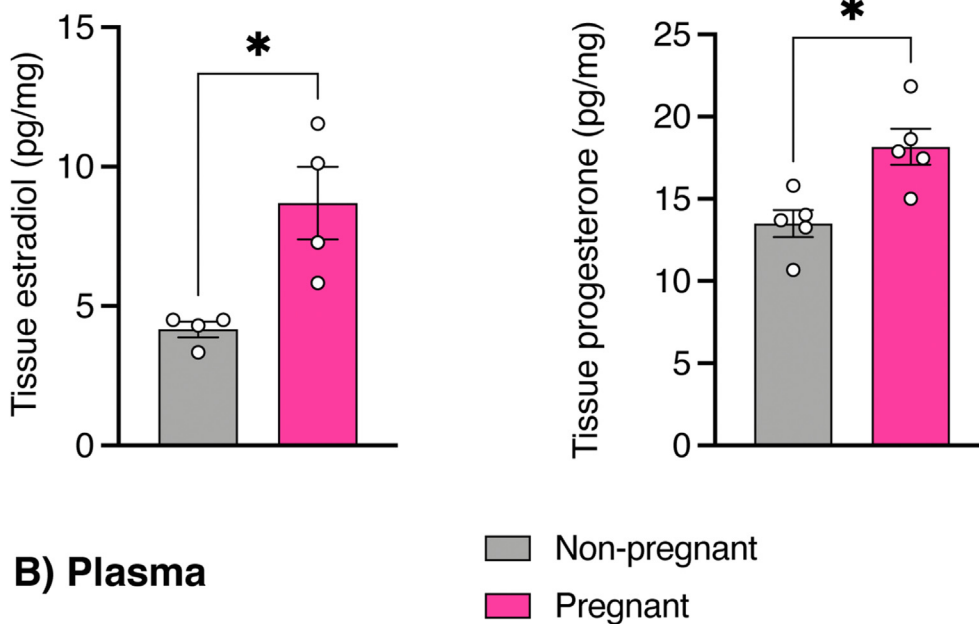 Tissue estradiol (pg/mg)
15
10
5
0
*
Tissue progesterone (pg/mg)
25
20
15
10
5
0
*
B) Plasma
Non-pregnant
Pregnant